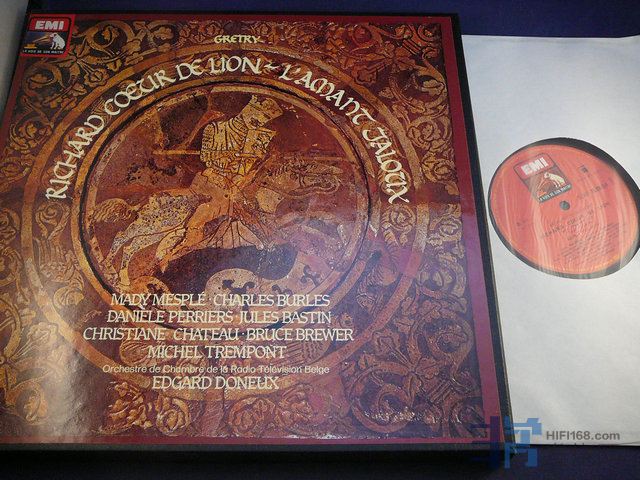 EMI
LA VOIX DE SON MAITRE
GRETRY
RICHARD CŒUR DE LION ~ L'AMANT JALOUX
MADY MESPLÉ · CHARLES BURLES
DANIÈLE PERRIERS · JULES BASTIN
CHRISTIANE CHATEAU · BRUCE BREWER
MICHEL TREMPONT
Orchestre de Chambre de la Radio-Télévision Belge
EDGARD DONEUX
EMI
HIFI168.com